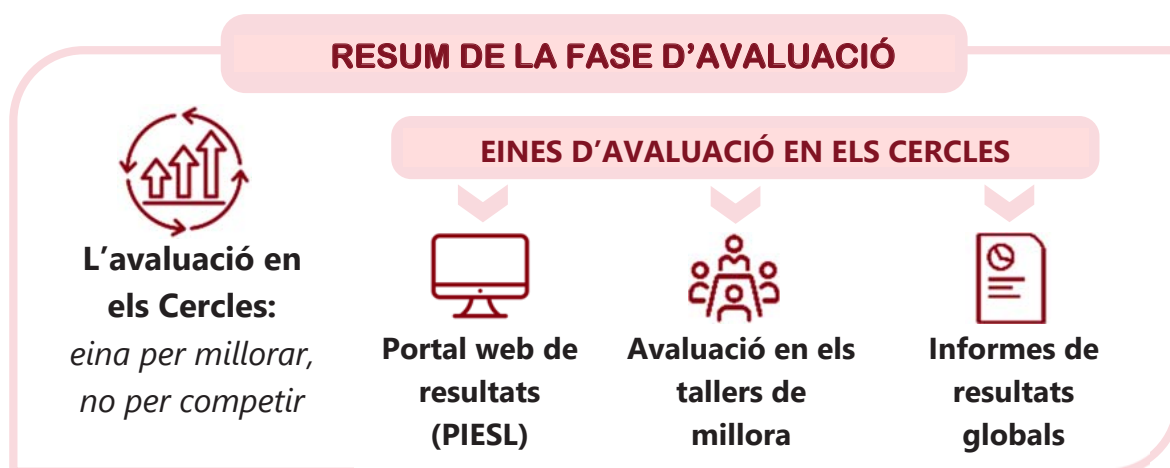 RESUM DE LA FASE D’AVALUACIÓ
L’avaluació en
els Cercles:
eina per millorar,
no per competir
EINES D’AVALUACIÓ EN ELS CERCLES
Portal web de
resultats
(PIESL)
Avaluació en els
tallers de
millora
Informes de
resultats
globals